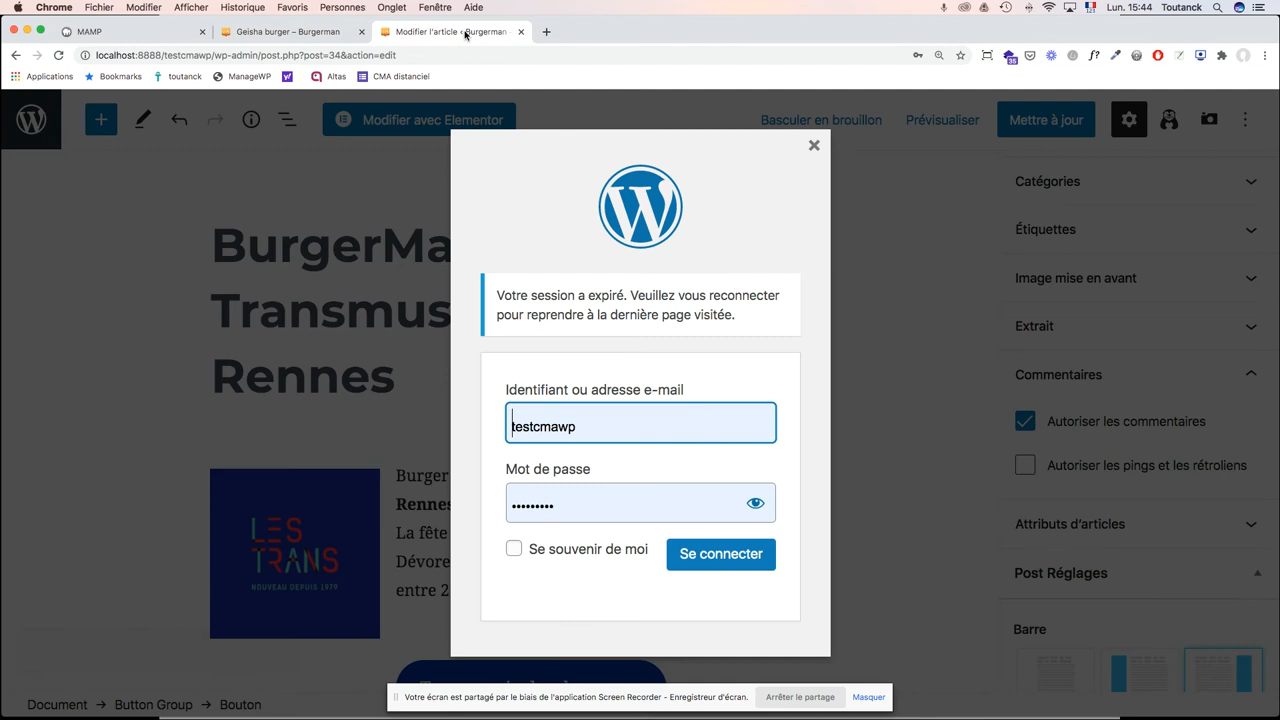 Chrome Fichier Modifier Afficher Historique Favoris Personnes Onglet Fenêtre Aide Lun. 15:44 Toutanck
MAMP
Geisha burger – Burgerman
Modifier l'article ‹ Burgerman
localhost:8888/testcmawp/wp-admin/post.php?post=34&action=edit
Applications Bookmarks toutanck ManageWP Altas CMA distanciel
Modifier avec Elementor
Basculer en brouillon Prévisualiser Mettre à jour
Votre session a expiré. Veuillez vous reconnecter
pour reprendre à la dernière page visitée.
Identifiant ou adresse e-mail
testcmawp
Mot de passe
Se souvenir de moi
Se connecter
BurgerMa
Transmus
Rennes
LES
TRANS
NOUVEAU DEPUIS 1979
Burger
Rennes
La fête
Dévore
entre 2
Catégories
Étiquettes
Image mise en avant
Extrait
Commentaires
Autoriser les commentaires
Autoriser les pings et les rétroliens
Attributs d'articles
Post Réglages
Barre
Votre écran est partagé par le biais de l'application Screen Recorder - Enregistreur d'écran.
Arrêter le partage
Masquer
Document → Button Group → Bouton